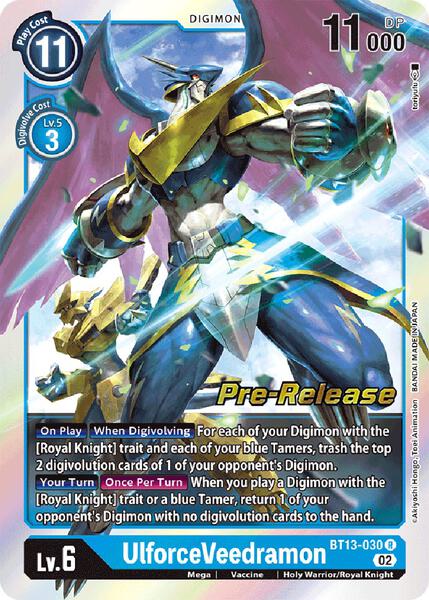 Play Cost
11
DIGIMON
DP
11000
Digivolve Cost
Lv.5
3
toriyufu
Pre-Release
On Play When Digivolving For each of your Digimon with the
[Royal Knight] trait and each of your blue Tamers, trash the top
2 digivolution cards of 1 of your opponent's Digimon.
Your Turn Once Per Turn When you play a Digimon with the
[Royal Knight] trait or a blue Tamer, return 1 of your
opponent's Digimon with no digivolution cards to the hand.
©Akiyoshi Hongo, Toei Animation BANDAI MADE IN JAPAN
Lv.6
UlforceVeedramon
BT13-030 R
02
Mega | Vaccine | Holy Warrior/Royal Knight